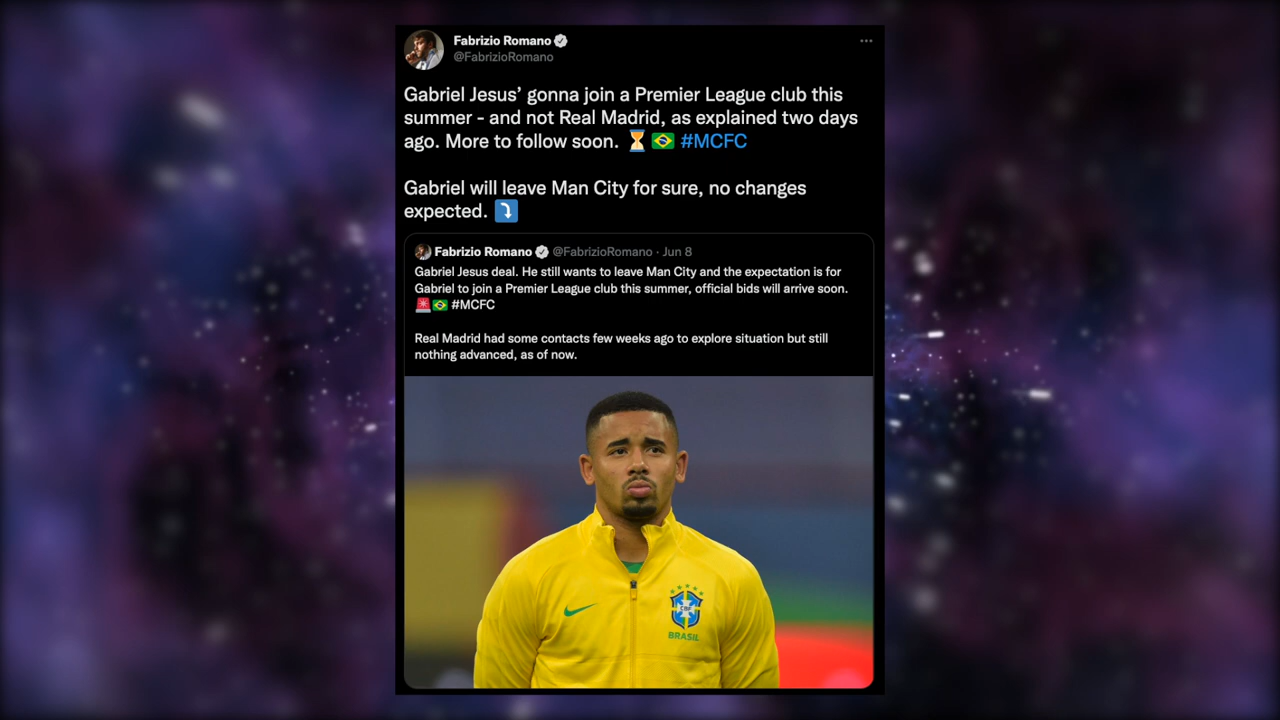 Fabrizio Romano
@FabrizioRomano
Gabriel Jesus’ gonna join a Premier League club this
summer - and not Real Madrid, as explained two days
ago. More to follow soon. ⏳🇧🇷 #MCFC
Gabriel will leave Man City for sure, no changes
expected. ⤵️
Fabrizio Romano @FabrizioRomano · Jun 8
Gabriel Jesus deal. He still wants to leave Man City and the expectation is for
Gabriel to join a Premier League club this summer, official bids will arrive soon.
🚨🇧🇷 #MCFC
Real Madrid had some contacts few weeks ago to explore situation but still
nothing advanced, as of now.
CBF
BRASIL